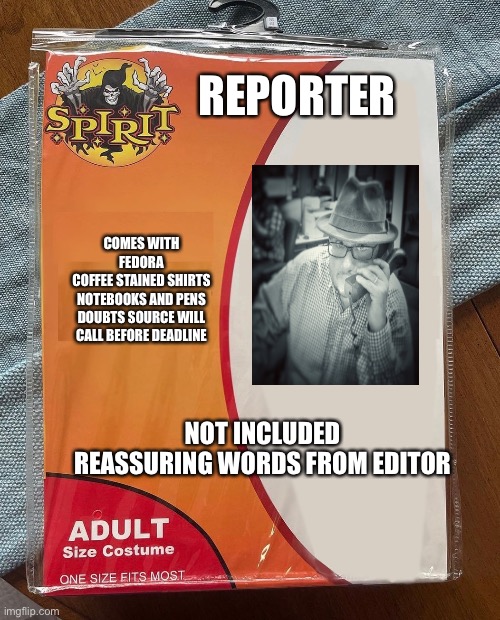 SPIRIT
REPORTER
COMES WITH
FEDORA
COFFEE STAINED SHIRTS
NOTEBOOKS AND PENS
DOUBTS SOURCE WILL
CALL BEFORE DEADLINE
NOT INCLUDED
REASSURING WORDS FROM EDITOR
ADULT
Size Costume
ONE SIZE FITS MOST
imgflip.com